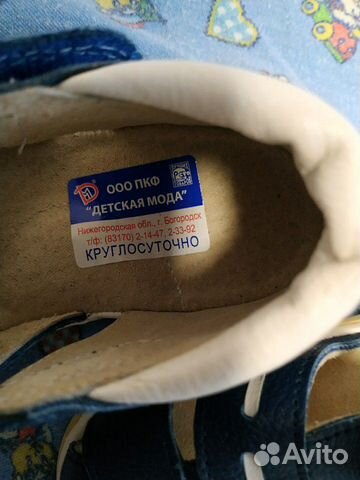 ООО ПКФ
"ДЕТСКАЯ МОДА"
Нижегородская обл., г. Богородск
т/ф: (83170) 2-14-47, 2-33-92
КРУГЛОСУТОЧНО
Avito